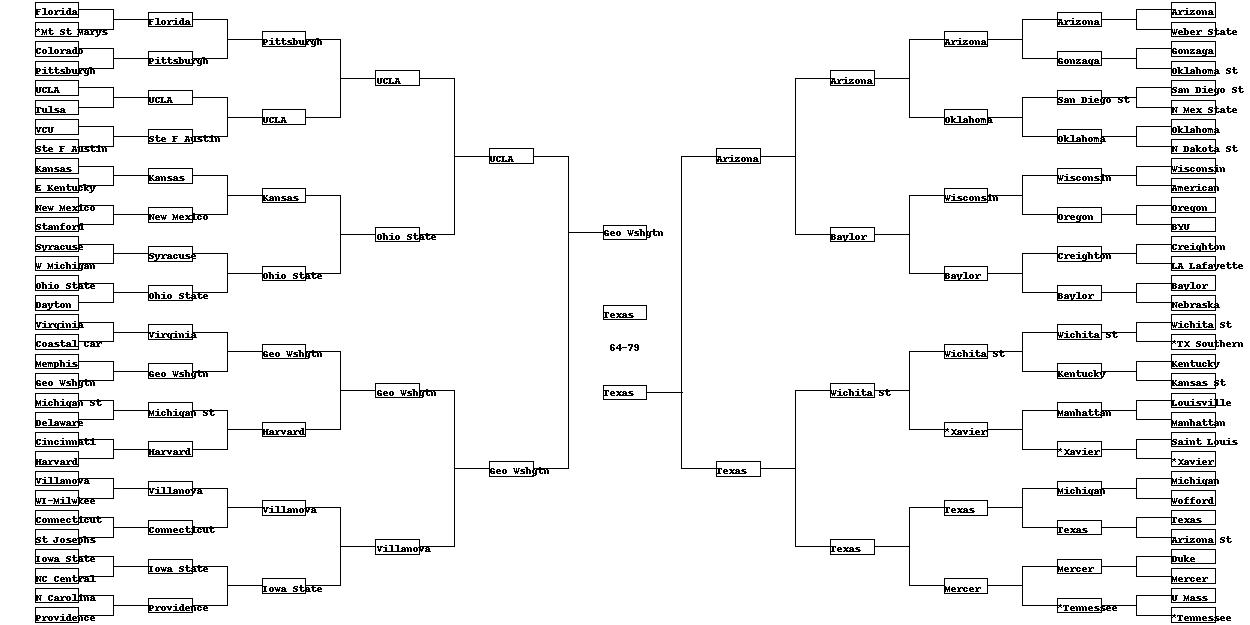 Florida
*Mt St Marys
Colorado
Pittsburgh
UCLA
Tulsa
VCU
Ste F Austin
Kansas
E Kentucky
New Mexico
Stanford
Syracuse
W Michigan
Ohio State
Dayton
Virginia
Coastal Car
Memphis
Geo Wshgtn
Michigan St
Delaware
Cincinnati
Harvard
Villanova
WI-Milwkee
Connecticut
St Josephs
Iowa State
NC Central
N Carolina
Providence
Florida
Pittsburgh
UCLA
Ste F Austin
Kansas
New Mexico
Syracuse
Ohio State
Virginia
Geo Wshgtn
Michigan St
Harvard
Villanova
Connecticut
Iowa State
Providence
Pittsburgh
UCLA
Kansas
Ohio State
Geo Wshgtn
Harvard
Villanova
Iowa State
UCLA
Ohio State
Geo Wshgtn
Villanova
UCLA
Geo Wshgtn
Geo Wshgtn
Texas
64-79
Texas
Arizona
Texas
Arizona
Baylor
Wichita St
Texas
Arizona
Oklahoma
Wisconsin
Baylor
Wichita St
*Xavier
Texas
Mercer
Arizona
Gonzaga
San Diego St
Oklahoma
Wisconsin
Oregon
Creighton
Baylor
Wichita St
Kentucky
Manhattan
*Xavier
Michigan
Texas
Mercer
*Tennessee
Arizona
Weber State
Gonzaga
Oklahoma St
San Diego St
N Mex State
Oklahoma
N Dakota St
Wisconsin
American
Oregon
BYU
Creighton
LA Lafayette
Baylor
Nebraska
Wichita St
*TX Southern
Kentucky
Kansas St
Louisville
Manhattan
Saint Louis
*Xavier
Michigan
Wofford
Texas
Arizona St
Duke
Mercer
U Mass
*Tennessee